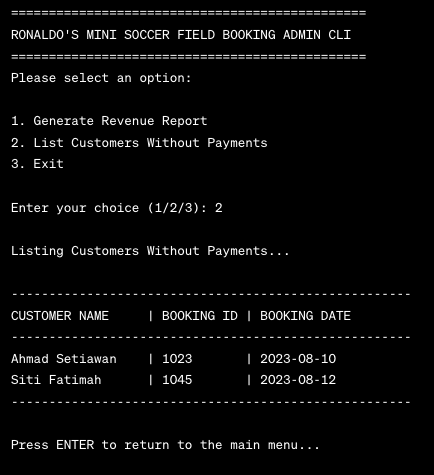 ===============================================
RONALDO'S MINI SOCCER FIELD BOOKING ADMIN CLI
===============================================
Please select an option:
1. Generate Revenue Report
2. List Customers Without Payments
3. Exit
Enter your choice (1/2/3): 2
Listing Customers Without Payments...
-----------------------------------------------------
CUSTOMER NAME     | BOOKING ID | BOOKING DATE
-----------------------------------------------------
Ahmad Setiawan    | 1023       | 2023-08-10
Siti Fatimah      | 1045       | 2023-08-12
-----------------------------------------------------
Press ENTER to return to the main menu...